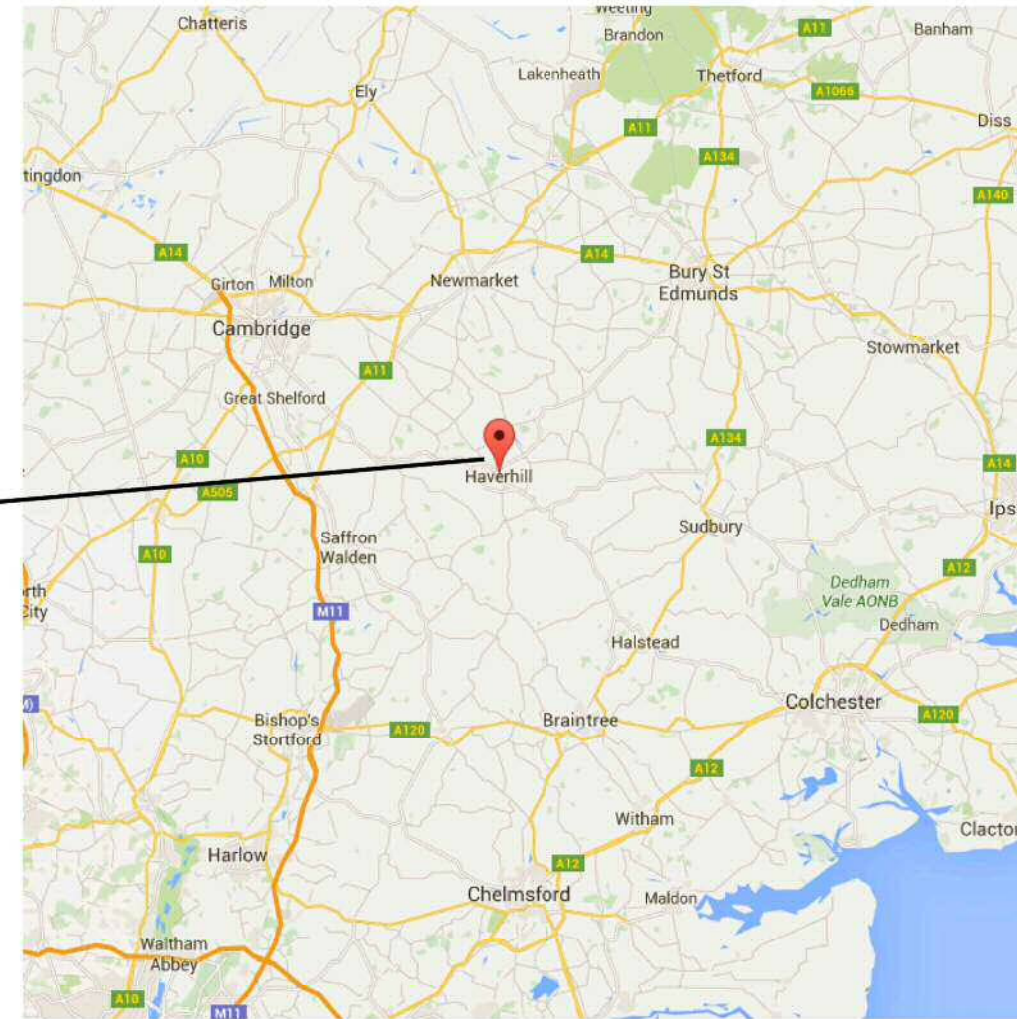 Weeting
Chatteris
A11
Banham
Brandon
Lakenheath
Thetford
Ely
A1066
Diss
A11
A134
tingdon
A140
A14
A14
Bury St
Edmunds
Girton
Milton
Newmarket
Cambridge
Stowmarket
A11
Great Shelford
A134
A10
Haverhill
A14
A505
Ips
Sudbury
Saffron
Walden
A10
A12
Dedham
Vale AONB
rth
City
M11
Dedham
Halstead
Colchester
Bishop's
Stortford
A120
Braintree
A120
A12
Witham
Clacton
Harlow
A12
Chelmsford
Maldon
Waltham
Abbey
A10
M11